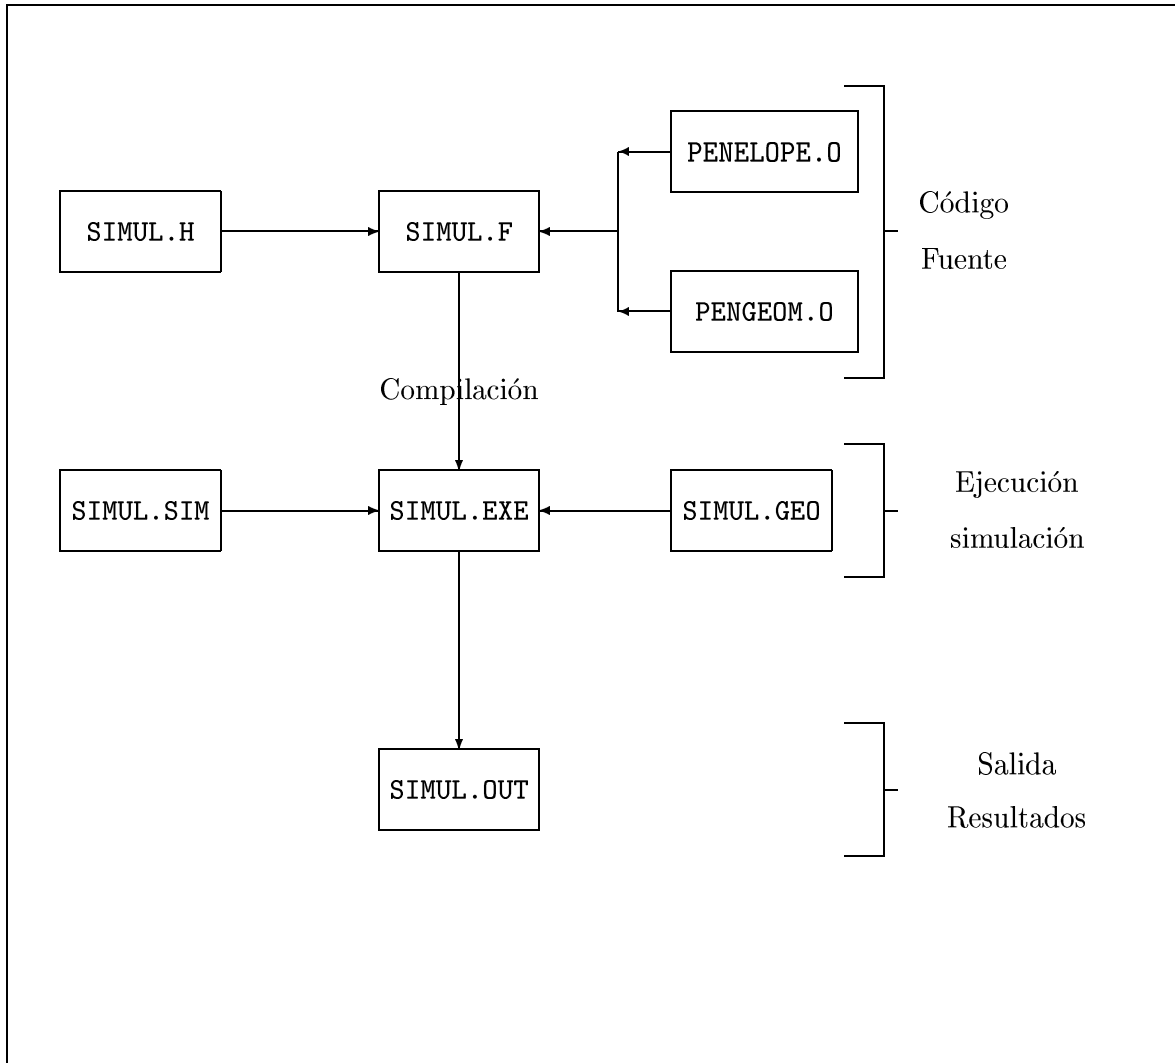 PENELOPE.O
SIMUL.H
SIMUL.F
Código
Fuente
PENGEOM.O
Compilación
SIMUL.SIM
SIMUL.EXE
SIMUL.GEO
Ejecución
simulación
SIMUL.OUT
Salida
Resultados